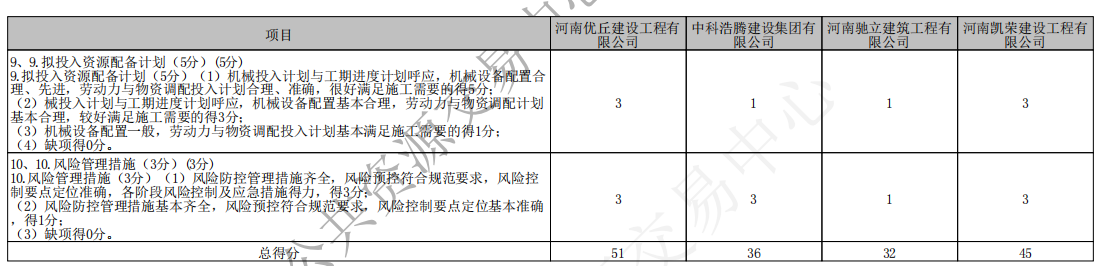 项目
河南优丘建设工程有
限公司
中科浩腾建设集团有
限公司
河南驰立建筑工程有
限公司
河南凯荣建设工程有
限公司
9、9.拟投入资源配备计划（5分）(5分)
9.拟投入资源配备计划（5分）（1）机械投入计划与工期进度计划呼应，机械设备配置合
理、先进，劳动力与物资调配投入计划合理、准确，很好满足施工需要的得5分；
（2）械投入计划与工期进度计划呼应，机械设备配置基本合理，劳动力与物资调配计划
基本合理，较好满足施工需要的得3分；
（3）机械设备配置一般，劳动力与物资调配投入计划基本满足施工需要的得1分；
（4）缺项得0分。
3
1
1
3
10、10.风险管理措施（3分）(3分)
10.风险管理措施（3分）（1）风险防控管理措施齐全，风险预控符合规范要求，风险控
制要点定位准确，各阶段风险控制及应急措施得力，得3分；
（2）风险防控管理措施基本齐全，风险预控符合规范要求，风险控制要点定位基本准确
，得1分；
（3）缺项得0分。
3
3
1
3
总得分
51
36
32
45
公共资源交易中心
交易中心